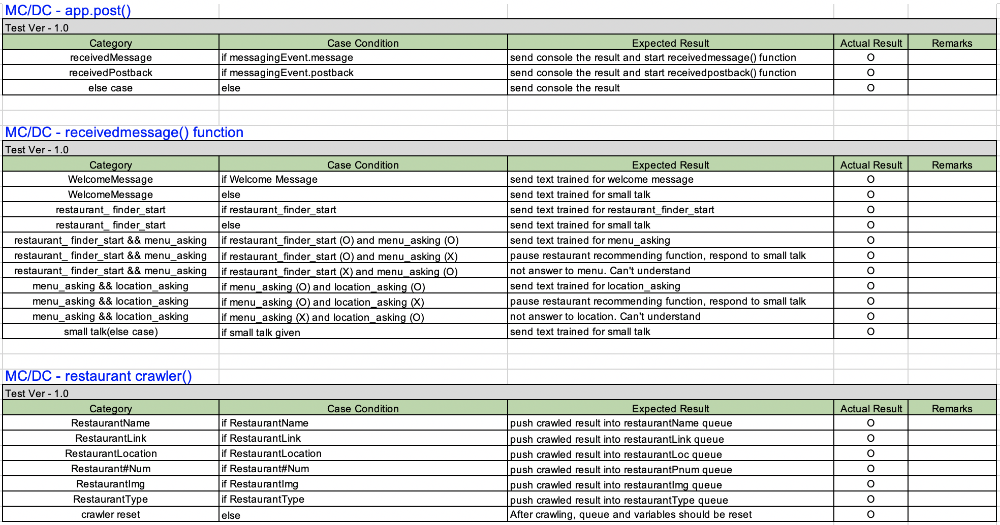 MC/DC - app.post()
Test Ver - 1.0
Category Case Condition Expected Result Actual Result Remarks
receivedMessage if messagingEvent.message send console the result and start receivedmessage() function O
receivedPostback if messagingEvent.postback send console the result and start receivedpostback() function O
else case else send console the result O
MC/DC - receivedmessage() function
Test Ver - 1.0
Category Case Condition Expected Result Actual Result Remarks
WelcomeMessage if Welcome Message send text trained for welcome message O
WelcomeMessage else send text trained for small talk O
restaurant_ finder_start if restaurant_finder_start send text trained for restaurant_finder_start O
restaurant_ finder_start else send text trained for small talk O
restaurant_ finder_start && menu_asking if restaurant_finder_start (O) and menu_asking (O) send text trained for menu_asking O
restaurant_ finder_start && menu_asking if restaurant_finder_start (O) and menu_asking (X) pause restaurant recommending function, respond to small talk O
restaurant_ finder_start && menu_asking if restaurant_finder_start (X) and menu_asking (O) not answer to menu. Can't understand O
menu_asking && location_asking if menu_asking (O) and location_asking (O) send text trained for location_asking O
menu_asking && location_asking if menu_asking (O) and location_asking (X) pause restaurant recommending function, respond to small talk O
menu_asking && location_asking if menu_asking (X) and location_asking (O) not answer to location. Can't understand O
small talk(else case) if small talk given send text trained for small talk O
MC/DC - restaurant crawler()
Test Ver - 1.0
Category Case Condition Expected Result Actual Result Remarks
RestaurantName if RestaurantName push crawled result into restaurantName queue O
RestaurantLink if RestaurantLink push crawled result into restaurantLink queue O
RestaurantLocation if RestaurantLocation push crawled result into restaurantLoc queue O
Restaurant#Num if Restaurant#Num push crawled result into restaurantPnum queue O
RestaurantImg if RestaurantImg push crawled result into restaurantImg queue O
RestaurantType if RestaurantType push crawled result into restaurantType queue O
crawler reset else After crawling, queue and variables should be reset O